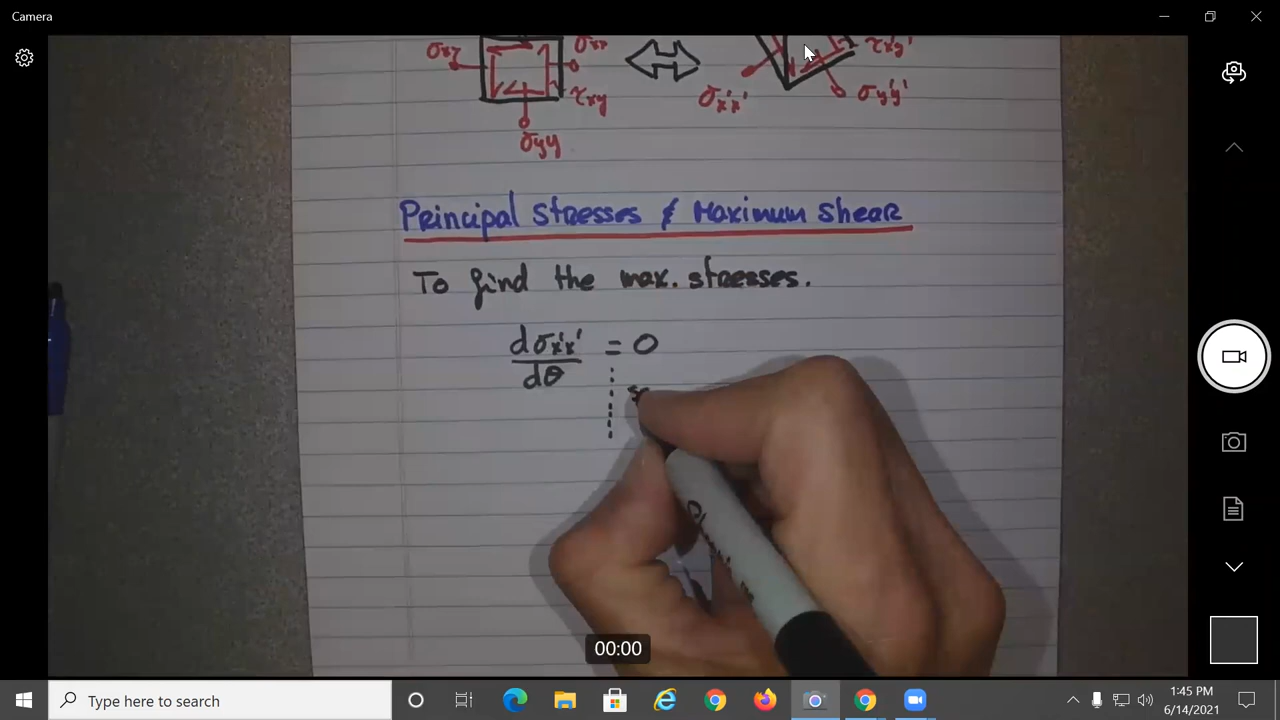 Camera
σxx σxx
τxy
σyy
σx'x' τx'y'
σy'y'
Principal Stresses & Maximum Shear
To find the max. stresses.
dσx'x' / dθ = 0
00:00
Type here to search
1:45 PM
6/14/2021